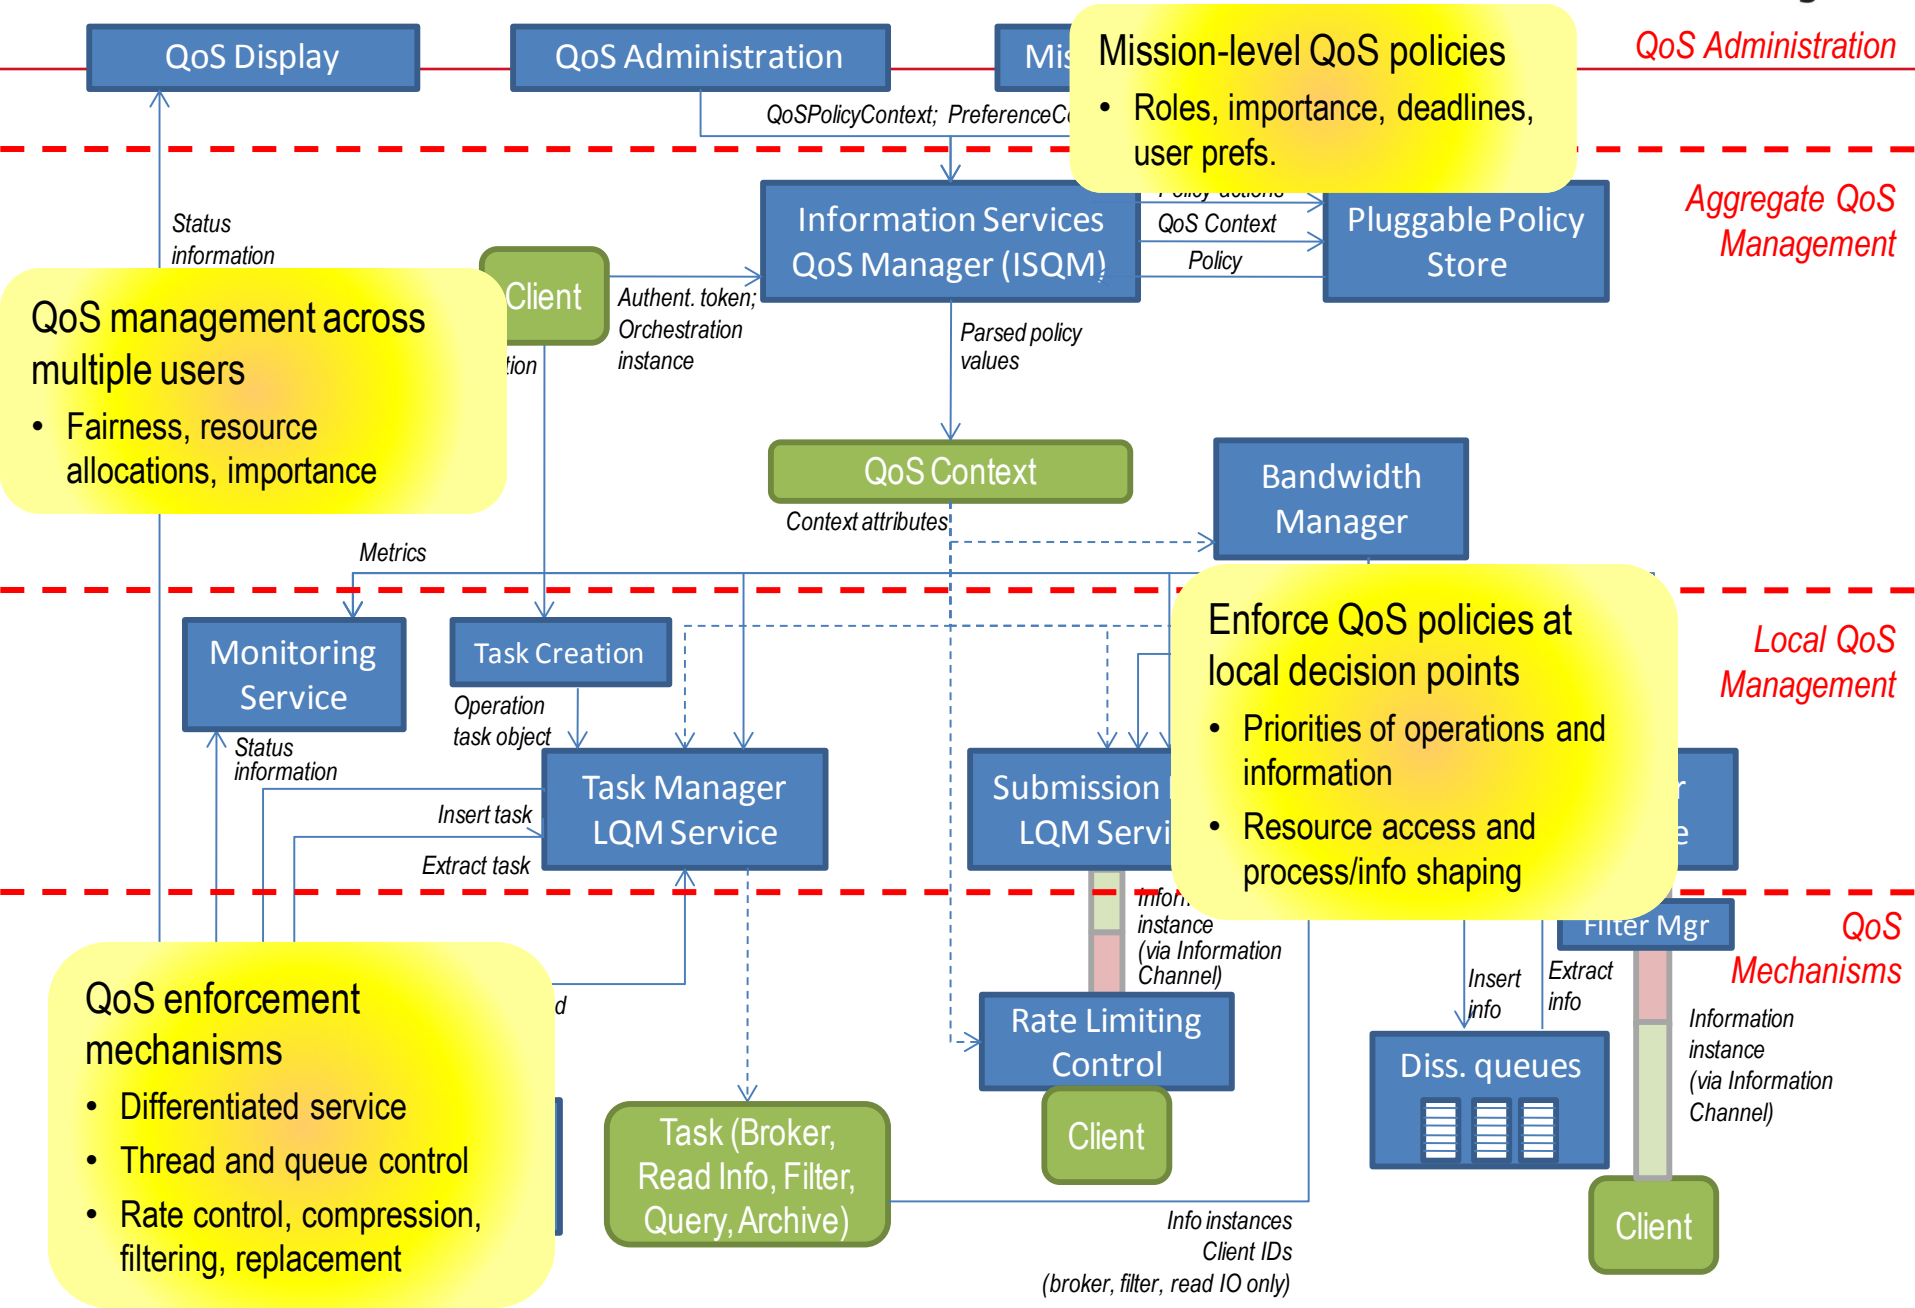 QoS Display
QoS Administration
Mission-level QoS policies
• Roles, importance, deadlines,
user prefs.
QoS Administration
QoSPolicyContext;
Aggregate QoS
Management
Status
information
Information Services
QoS Manager (ISQM)
QoS Context
Policy
Pluggable Policy
Store
Client
Authent. token;
Orchestration
instance
Parsed policy
values
QoS management across
multiple users
• Fairness, resource
allocations, importance
QoS Context
Context attributes
Bandwidth
Manager
Metrics
Monitoring
Service
Task Creation
Operation
task object
Status
information
Enforce QoS policies at
local decision points
• Priorities of operations and
information
• Resource access and
process/info shaping
Local QoS
Management
Task Manager
LQM Service
Insert task
Extract task
Submission
LQM
instance
(via Information
Channel)
Filter Mgr
QoS
Mechanisms
QoS enforcement
mechanisms
• Differentiated service
• Thread and queue control
• Rate control, compression,
filtering, replacement
Rate Limiting
Control
Client
Insert
info
Extract
info
Diss. queues
Information
instance
(via Information
Channel)
Task (Broker,
Read Info, Filter,
Query, Archive)
Info instances
Client IDs
(broker, filter, read IO only)
Client